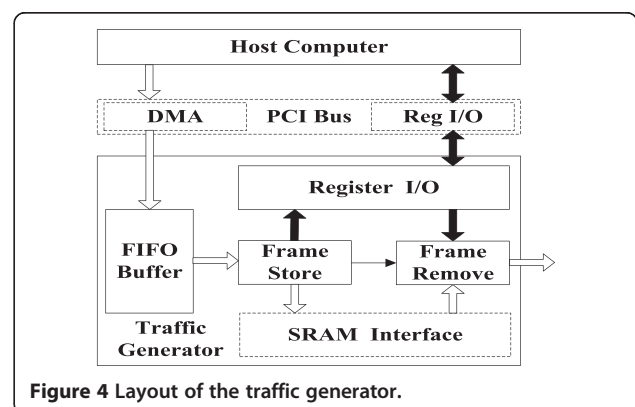 Host Computer
DMA
PCI Bus
Reg I/O
Register I/O
FIFO
Buffer
Frame
Store
Frame
Remove
Traffic
Generator
SRAM Interface
Figure 4 Layout of the traffic generator.